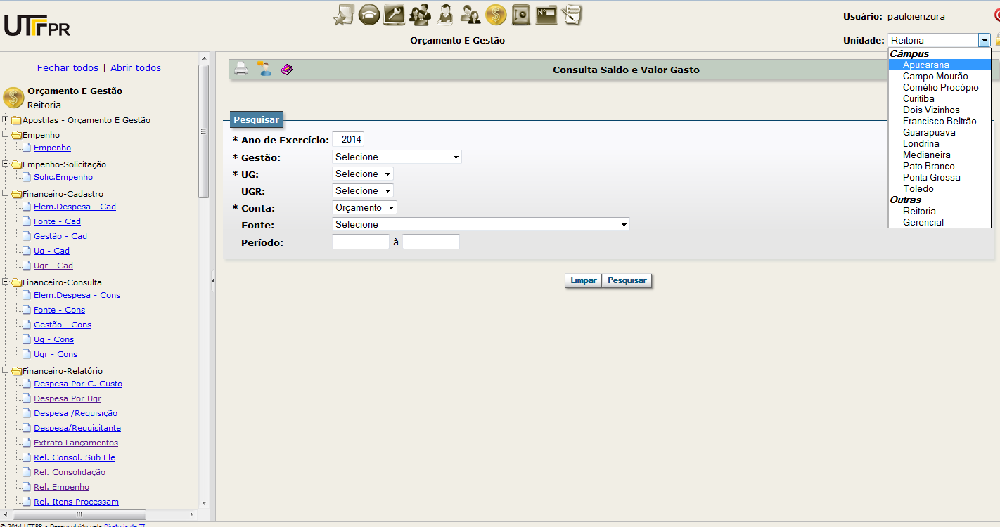 UTFPR
Nº
Orçamento E Gestão
Usuário: pauloienzura
Unidade: Reitoria
Câmpus
Apucarana
Campo Mourão
Cornélio Procópio
Curitiba
Dois Vizinhos
Francisco Beltrão
Guarapuava
Londrina
Medianeira
Pato Branco
Ponta Grossa
Toledo
Outras
Reitoria
Gerencial
Fechar todos | Abrir todos
Orçamento E Gestão
Reitoria
Apostilas - Orçamento E Gestão
Empenho
Empenho
Empenho-Solicitação
Solic.Empenho
Financeiro-Cadastro
Elem.Despesa - Cad
Fonte - Cad
Gestão - Cad
Ug - Cad
Ugr - Cad
Financeiro-Consulta
Elem.Despesa - Cons
Fonte - Cons
Gestão - Cons
Ug - Cons
Ugr - Cons
Financeiro-Relatório
Despesa Por C. Custo
Despesa Por Ugr
Despesa /Requisição
Despesa/Requisitante
Extrato Lançamentos
Rel. Consol. Sub Ele
Rel. Consolidação
Rel. Empenho
Rel. Itens Processam
© 2014 UTFPR - Desenvolvido pela Diretoria de TI
Consulta Saldo e Valor Gasto
Pesquisar
* Ano de Exercício: 2014
* Gestão: Selecione
* UG: Selecione
UGR: Selecione
* Conta: Orçamento
Fonte: Selecione
Período: à
Limpar Pesquisar